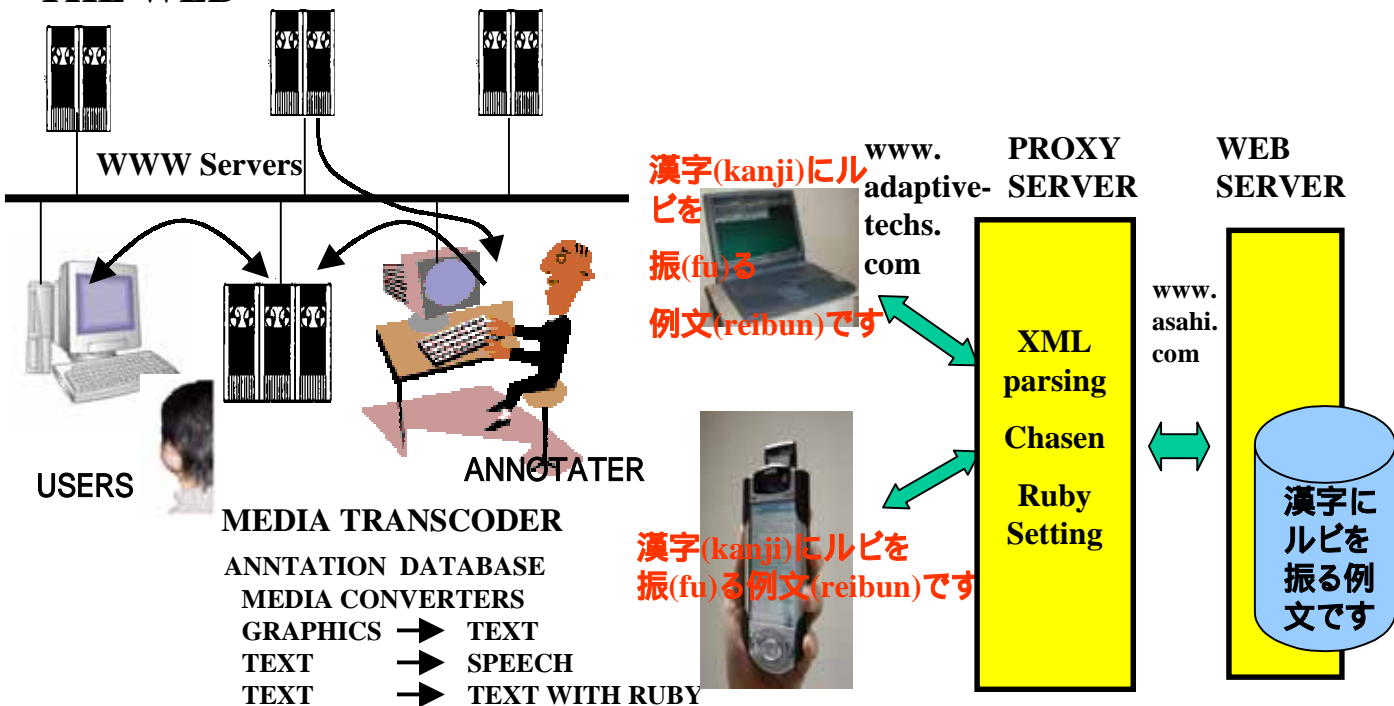 THE WEB
WWW Servers
USERS
ANNOTATER
MEDIA TRANSCODER
ANNTATION DATABASE
MEDIA CONVERTERS
GRAPHICS → TEXT
TEXT → SPEECH
TEXT → TEXT WITH RUBY
漢字(kanji)にル
ビを
振(fu)る
例文(reibun)です
漢字(kanji)にルビを
振(fu)る例文(reibun)です
www.
adaptive-
techs.
com
PROXY
SERVER
XML
parsing
Chasen
Ruby
Setting
www.
asahi.
com
WEB
SERVER
漢字に
ルビを
振る例
文です